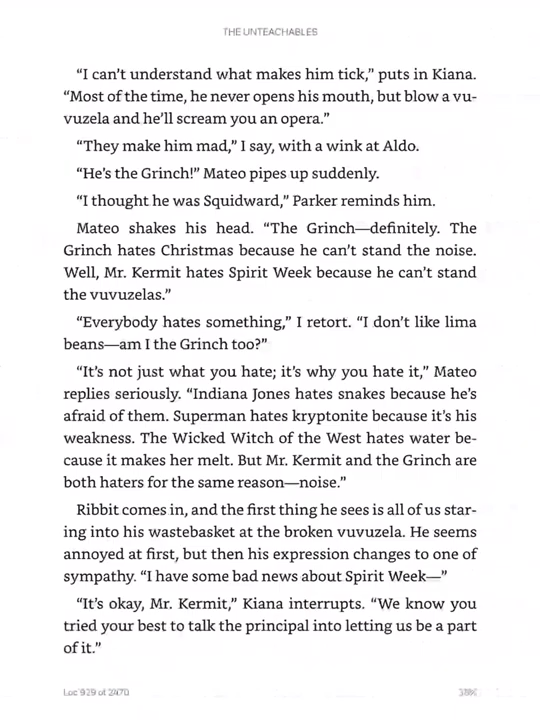 THE UNTEACHABLES
“I can’t understand what makes him tick,” puts in Kiana.
“Most of the time, he never opens his mouth, but blow a vu-
vuzela and he’ll scream you an opera.”
“They make him mad,” I say, with a wink at Aldo.
“He’s the Grinch!” Mateo pipes up suddenly.
“I thought he was Squidward,” Parker reminds him.
Mateo shakes his head. “The Grinch—definitely. The
Grinch hates Christmas because he can’t stand the noise.
Well, Mr. Kermit hates Spirit Week because he can’t stand
the vuvuzelas.”
“Everybody hates something,” I retort. “I don’t like lima
beans—am I the Grinch too?”
“It’s not just what you hate; it’s why you hate it,” Mateo
replies seriously. “Indiana Jones hates snakes because he’s
afraid of them. Superman hates kryptonite because it’s his
weakness. The Wicked Witch of the West hates water be-
cause it makes her melt. But Mr. Kermit and the Grinch are
both haters for the same reason—noise.”
Ribbit comes in, and the first thing he sees is all of us star-
ing into his wastebasket at the broken vuvuzela. He seems
annoyed at first, but then his expression changes to one of
sympathy. “I have some bad news about Spirit Week—”
“It’s okay, Mr. Kermit,” Kiana interrupts. “We know you
tried your best to talk the principal into letting us be a part
of it.”
Loc 929 of 2470